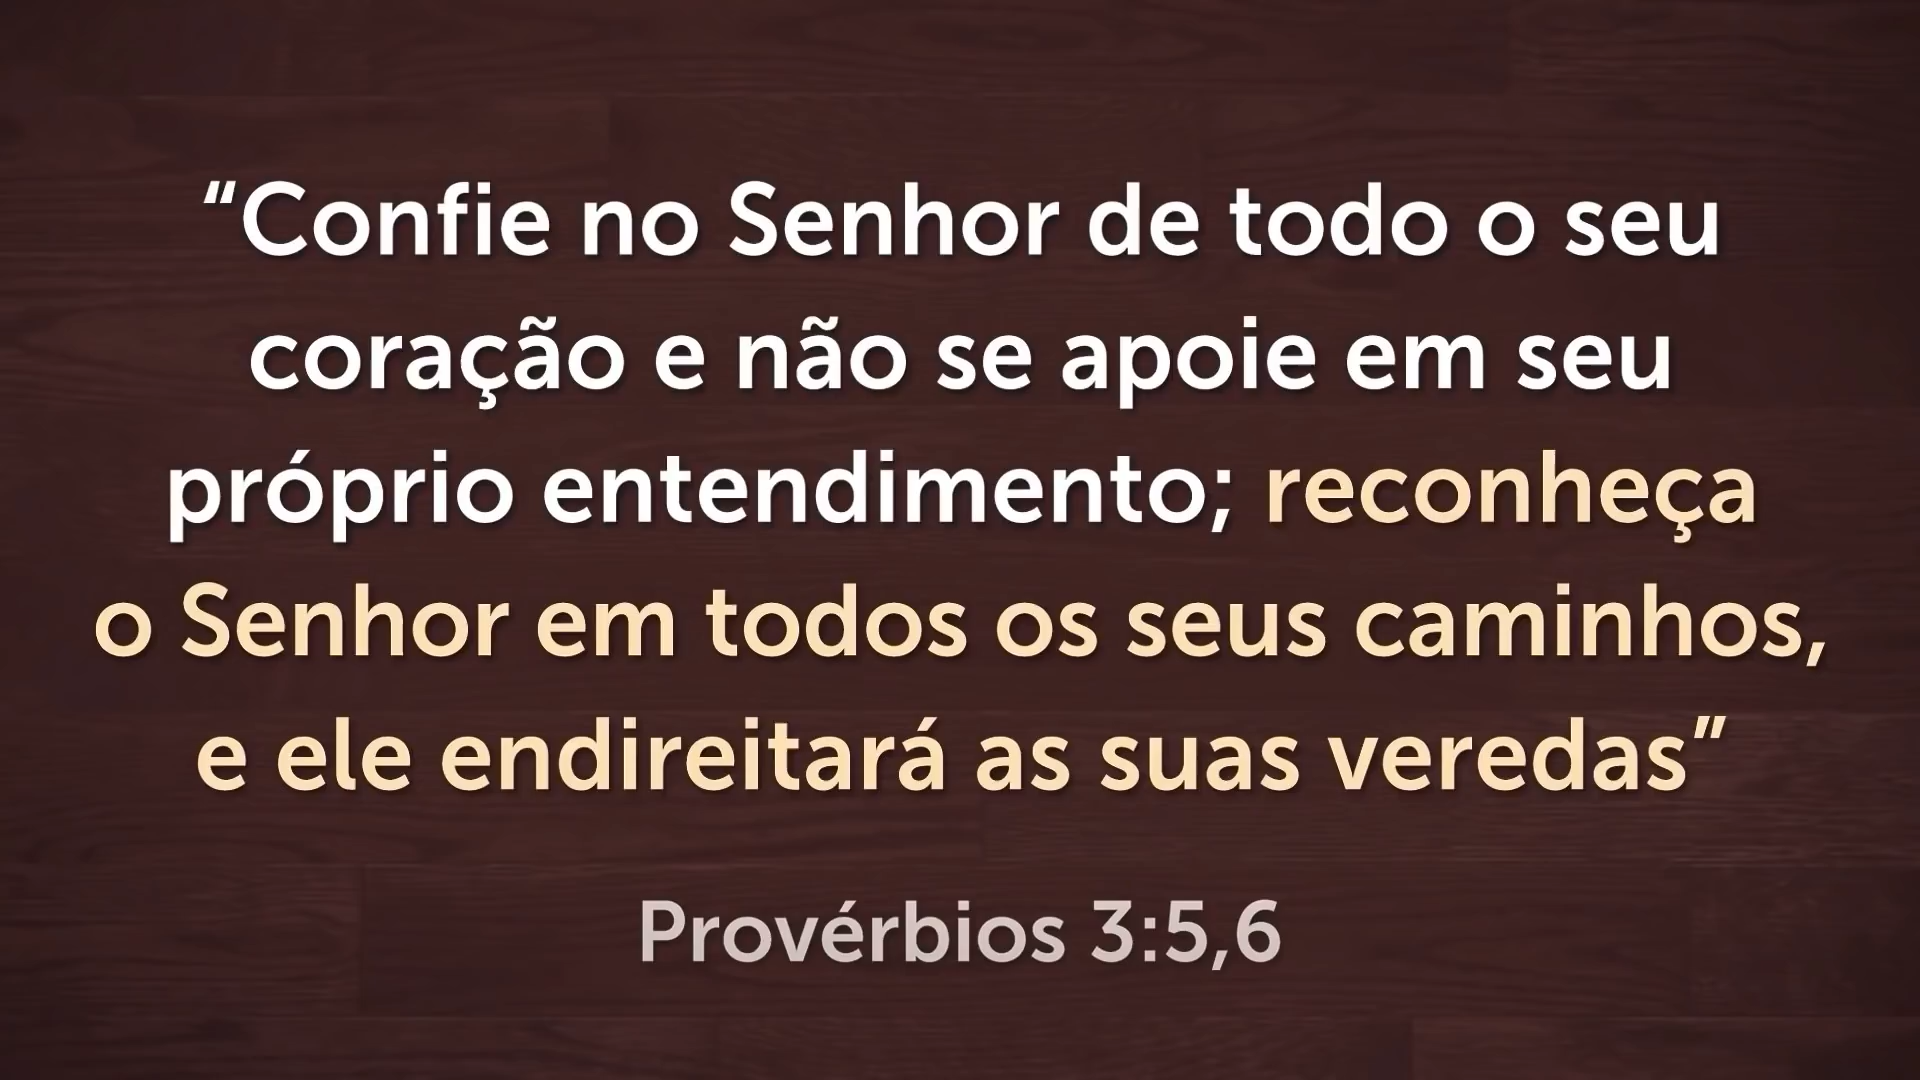 “Confie no Senhor de todo o seu
coração e não se apoie em seu
próprio entendimento; reconheça
o Senhor em todos os seus caminhos,
e ele endireitará as suas veredas”
Provérbios 3:5,6